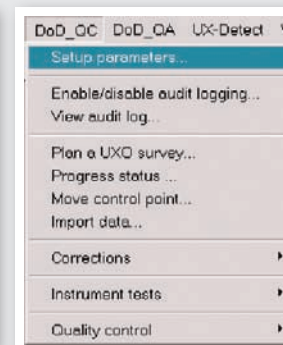 DoD_QC DoD_QA UX-Detect
Setup parameters...
Enable/disable audit logging...
View audit log...
Plan a UXO survey...
Progress status ...
Move control point...
Import data...
Corrections
Instrument tests
Quality control